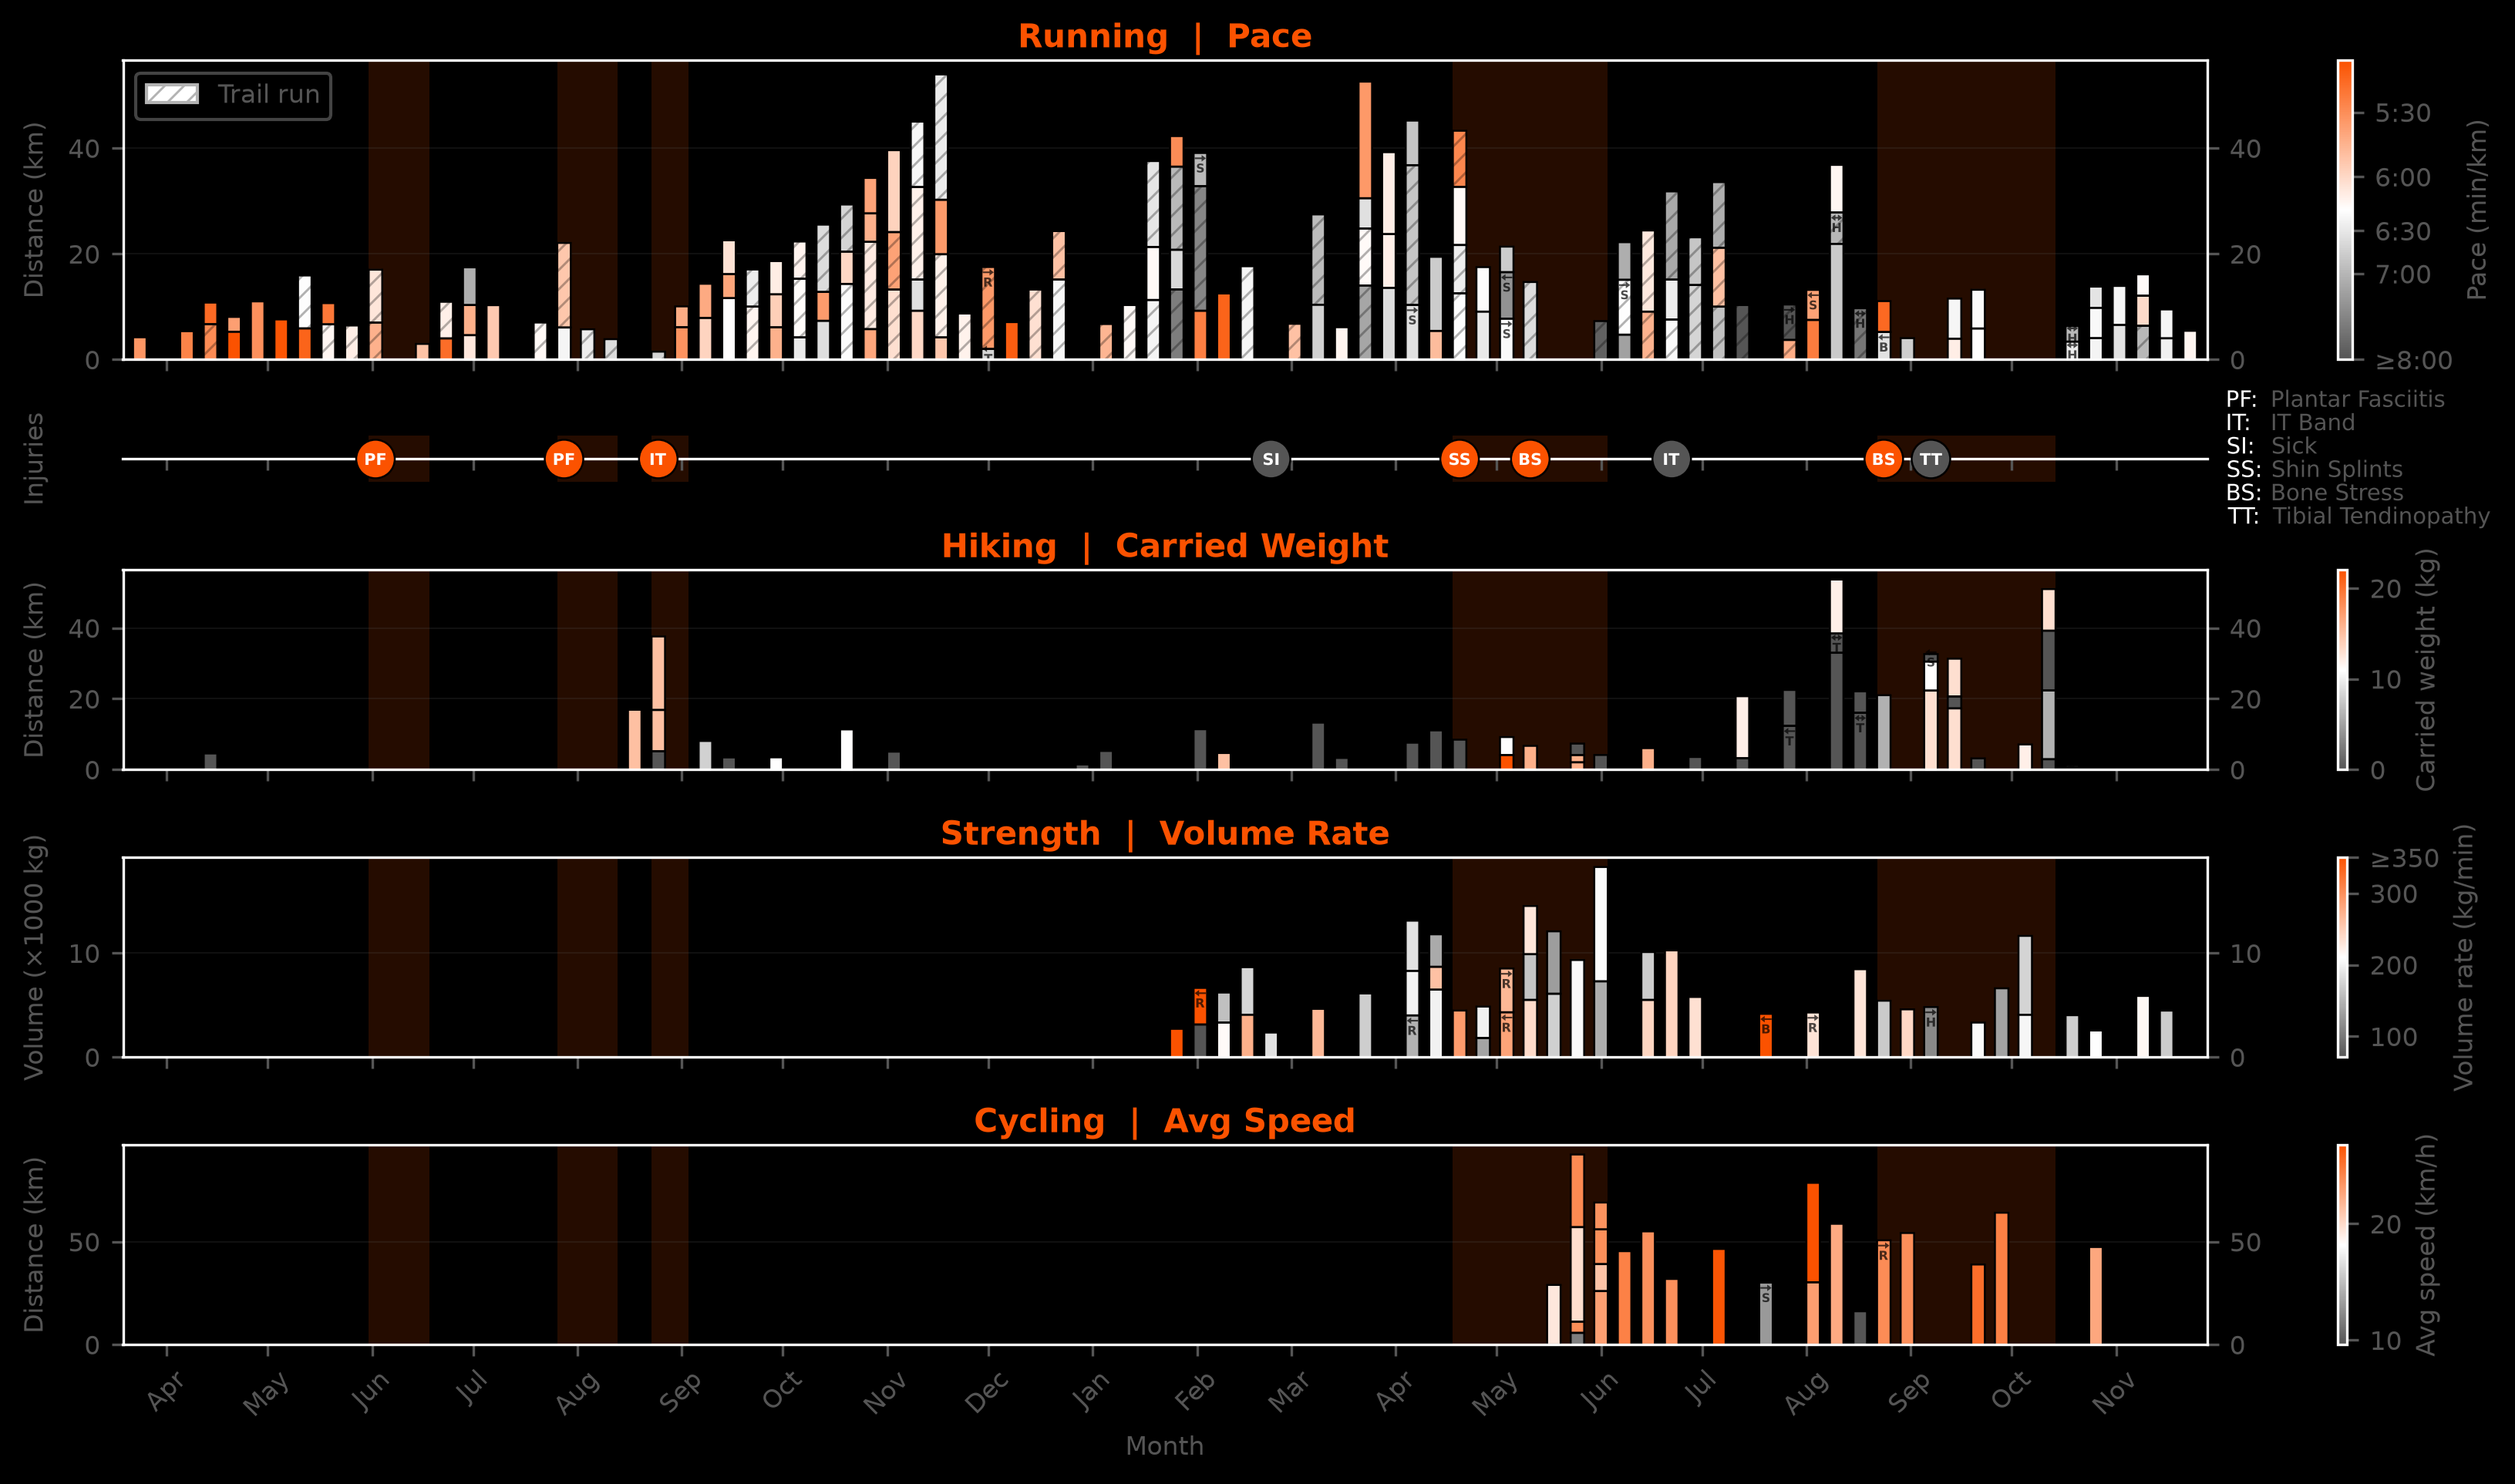 Running | Pace
Trail run
Distance (km)
40
20
0
40
20
0
5:30
6:00
6:30
7:00
≥8:00
Pace (min/km)
S
R
T
S
S
S
S
S
H
S
H
H
B
H
H
Injuries
PF
PF
IT
SI
SS
BS
IT
BS
TT
PF: Plantar Fasciitis
IT: IT Band
SI: Sick
SS: Shin Splints
BS: Bone Stress
TT: Tibial Tendinopathy
Hiking | Carried Weight
Distance (km)
40
20
0
40
20
0
20
10
0
Carried weight (kg)
T
T
T
S
Strength | Volume Rate
Volume (×1000 kg)
10
0
10
0
≥350
300
200
100
Volume rate (kg/min)
R
R
R
R
B
R
H
Cycling | Avg Speed
Distance (km)
50
0
50
0
20
10
Avg speed (km/h)
S
R
Apr May Jun Jul Aug Sep Oct Nov Dec Jan Feb Mar Apr May Jun Jul Aug Sep Oct Nov
Month